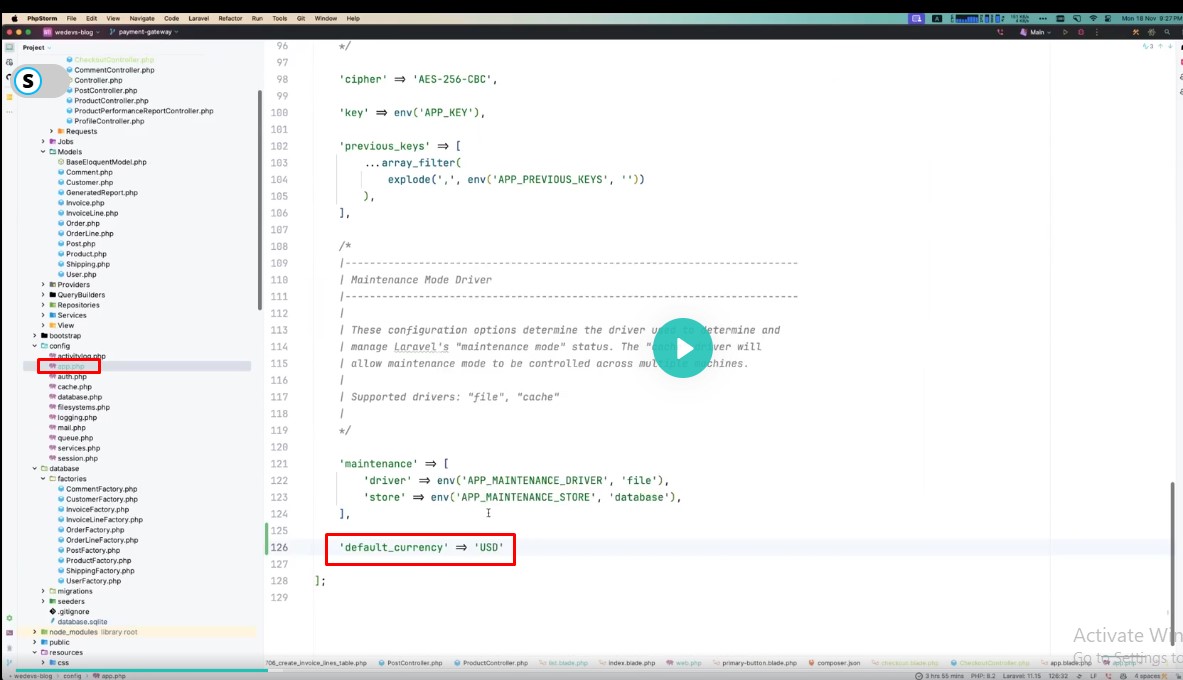 PhpStorm File Edit View Navigate Code Laravel Refactor Run Tools Git Window Help
Mon 18 Nov 9:27 PM
wedevs-blog payment-gateway Main
Project
CheckoutController.php
CommentController.php
Controller.php
PostController.php
ProductController.php
ProductPerformanceReportController.php
ProfileController.php
Requests
Jobs
Models
BaseEloquentModel.php
Comment.php
Customer.php
GeneratedReport.php
Invoice.php
InvoiceLine.php
Order.php
OrderLine.php
Post.php
Product.php
Shipping.php
User.php
Providers
QueryBuilders
Repositories
Services
View
bootstrap
config
activitylog.php
app.php
auth.php
cache.php
database.php
filesystems.php
logging.php
mail.php
queue.php
services.php
session.php
database
factories
CommentFactory.php
CustomerFactory.php
InvoiceFactory.php
InvoiceLineFactory.php
OrderFactory.php
OrderLineFactory.php
PostFactory.php
ProductFactory.php
ShippingFactory.php
UserFactory.php
migrations
seeders
.gitignore
database.sqlite
node_modules library root
public
resources
css
S
96 */
97
98 'cipher' => 'AES-256-CBC',
99
100 'key' => env('APP_KEY'),
101
102 'previous_keys' => [
103 ...array_filter(
104 explode(',', env('APP_PREVIOUS_KEYS', ''))
105 ),
106 ],
107
108 /*
109 |--------------------------------------------------------------------------
110 | Maintenance Mode Driver
111 |--------------------------------------------------------------------------
112 |
113 | These configuration options determine the driver used to determine and
114 | manage Laravel's "maintenance mode" status. The "cache" driver will
115 | allow maintenance mode to be controlled across multiple machines.
116 |
117 | Supported drivers: "file", "cache"
118 |
119 */
120
121 'maintenance' => [
122 'driver' => env('APP_MAINTENANCE_DRIVER', 'file'),
123 'store' => env('APP_MAINTENANCE_STORE', 'database'),
124 ],
125
126 'default_currency' => 'USD'
127
128 ];
129
Activate Win
Go to Settings to
706_create_invoice_lines_table.php PostController.php ProductController.php list.blade.php index.blade.php web.php primary-button.blade.php composer.json checkout.blade.php CheckoutController.php app.blade.php app.php
wedevs-blog config app.php
3 hrs 55 mins PHP: 8.2 Laravel: 11.15 126:32 LF 4 spaces